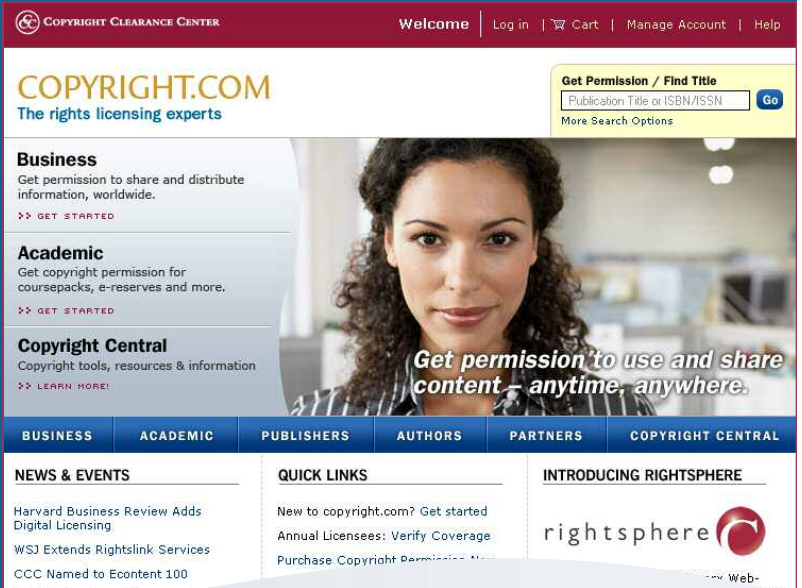 COPYRIGHT CLEARANCE CENTER
Welcome
Log in | Cart | Manage Account | Help
COPYRIGHT.COM
The rights licensing experts
Get Permission / Find Title
Publication Title or ISBN/ISSN
Go
More Search Options
Business
Get permission to share and distribute
information, worldwide.
>> GET STARTED
Academic
Get copyright permission for
coursepacks, e-reserves and more.
>> GET STARTED
Copyright Central
Copyright tools, resources & information
>> LEARN MORE!
Get permission to use and share
content – anytime, anywhere.
BUSINESS ACADEMIC PUBLISHERS AUTHORS PARTNERS COPYRIGHT CENTRAL
NEWS & EVENTS
Harvard Business Review Adds
Digital Licensing
WSJ Extends Rightslink Services
CCC Named to Econtent 100
QUICK LINKS
New to copyright.com? Get started
Annual Licensees: Verify Coverage
Purchase Copyright Permission Now
INTRODUCING RIGHTSPHERE
rightsphere
Web-